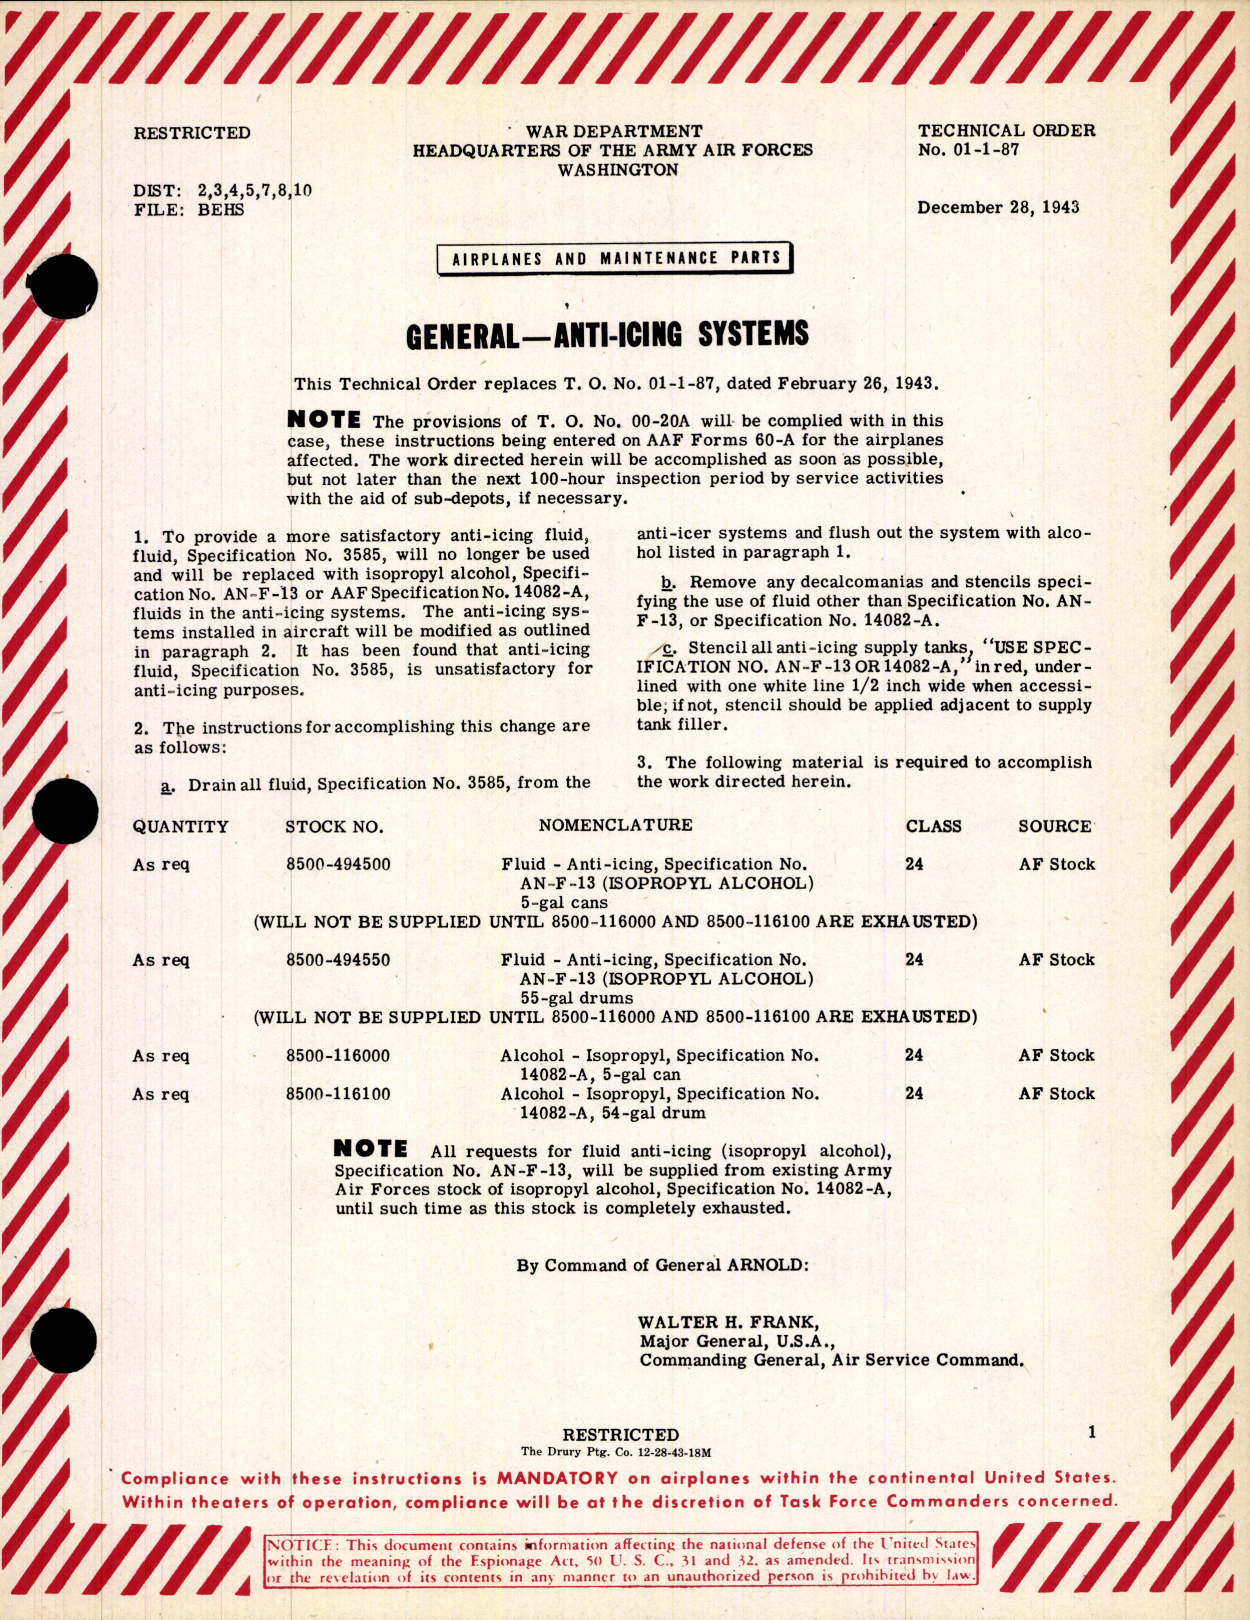 RESTRICTED
WAR DEPARTMENT
HEADQUARTERS OF THE ARMY AIR FORCES
WASHINGTON
TECHNICAL ORDER
No. 01-1-87
DIST: 2,3,4,5,7,8,10
FILE: BEHS
December 28, 1943
AIRPLANES AND MAINTENANCE PARTS
GENERAL—ANTI-ICING SYSTEMS
This Technical Order replaces T. O. No. 01-1-87, dated February 26, 1943.
NOTE The provisions of T. O. No. 00-20A will be complied with in this
case, these instructions being entered on AAF Forms 60-A for the airplanes
affected. The work directed herein will be accomplished as soon as possible,
but not later than the next 100-hour inspection period by service activities
with the aid of sub-depots, if necessary.
1. To provide a more satisfactory anti-icing fluid,
fluid, Specification No. 3585, will no longer be used
and will be replaced with isopropyl alcohol, Specifi-
cation No. AN-F-13 or AAF Specification No. 14082-A,
fluids in the anti-icing systems. The anti-icing sys-
tems installed in aircraft will be modified as outlined
in paragraph 2. It has been found that anti-icing
fluid, Specification No. 3585, is unsatisfactory for
anti-icing purposes.
2. The instructions for accomplishing this change are
as follows:
a. Drain all fluid, Specification No. 3585, from the
anti-icer systems and flush out the system with alco-
hol listed in paragraph 1.
b. Remove any decalcomanias and stencils speci-
fying the use of fluid other than Specification No. AN-
F-13, or Specification No. 14082-A.
c. Stencil all anti-icing supply tanks, "USE SPEC-
IFICATION NO. AN-F-13 OR 14082-A," in red, under-
lined with one white line 1/2 inch wide when accessi-
ble; if not, stencil should be applied adjacent to supply
tank filler.
3. The following material is required to accomplish
the work directed herein.
QUANTITY STOCK NO. NOMENCLATURE CLASS SOURCE
As req 8500-494500 Fluid - Anti-icing, Specification No. 24 AF Stock
AN-F-13 (ISOPROPYL ALCOHOL)
5-gal cans
(WILL NOT BE SUPPLIED UNTIL 8500-116000 AND 8500-116100 ARE EXHAUSTED)
As req 8500-494550 Fluid - Anti-icing, Specification No. 24 AF Stock
AN-F-13 (ISOPROPYL ALCOHOL)
55-gal drums
(WILL NOT BE SUPPLIED UNTIL 8500-116000 AND 8500-116100 ARE EXHAUSTED)
As req 8500-116000 Alcohol - Isopropyl, Specification No. 24 AF Stock
14082-A, 5-gal can
As req 8500-116100 Alcohol - Isopropyl, Specification No. 24 AF Stock
14082-A, 54-gal drum
NOTE All requests for fluid anti-icing (isopropyl alcohol),
Specification No. AN-F-13, will be supplied from existing Army
Air Forces stock of isopropyl alcohol, Specification No. 14082-A,
until such time as this stock is completely exhausted.
By Command of General ARNOLD:
WALTER H. FRANK,
Major General, U.S.A.,
Commanding General, Air Service Command.
RESTRICTED
1
The Drury Ptg. Co. 12-28-43-18M
Compliance with these instructions is MANDATORY on airplanes within the continental United States.
Within theaters of operation, compliance will be at the discretion of Task Force Commanders concerned.
NOTICE: This document contains information affecting the national defense of the United States
within the meaning of the Espionage Act, 50 U. S. C., 31 and 32, as amended. Its transmission
or the revelation of its contents in any manner to an unauthorized person is prohibited by law.